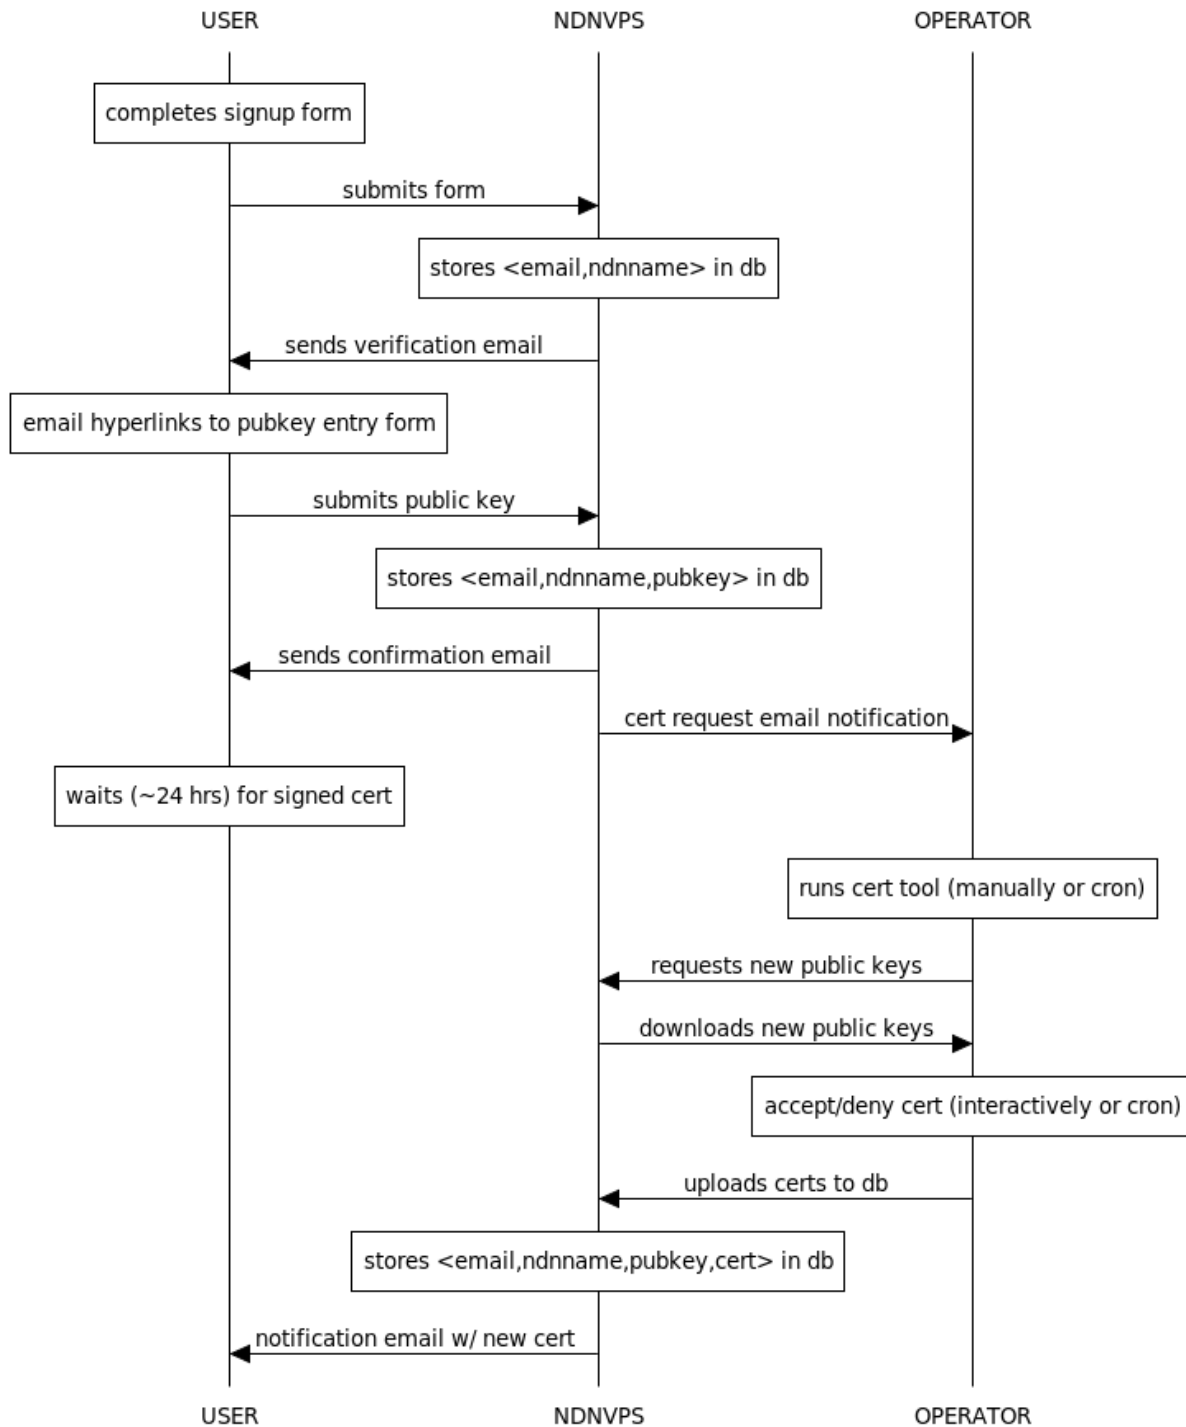 USER NDNVPS OPERATOR
completes signup form
submits form
stores <email,ndnname> in db
sends verification email
email hyperlinks to pubkey entry form
submits public key
stores <email,ndnname,pubkey> in db
sends confirmation email
cert request email notification
waits (~24 hrs) for signed cert
runs cert tool (manually or cron)
requests new public keys
downloads new public keys
accept/deny cert (interactively or cron)
uploads certs to db
stores <email,ndnname,pubkey,cert> in db
notification email w/ new cert
USER NDNVPS OPERATOR